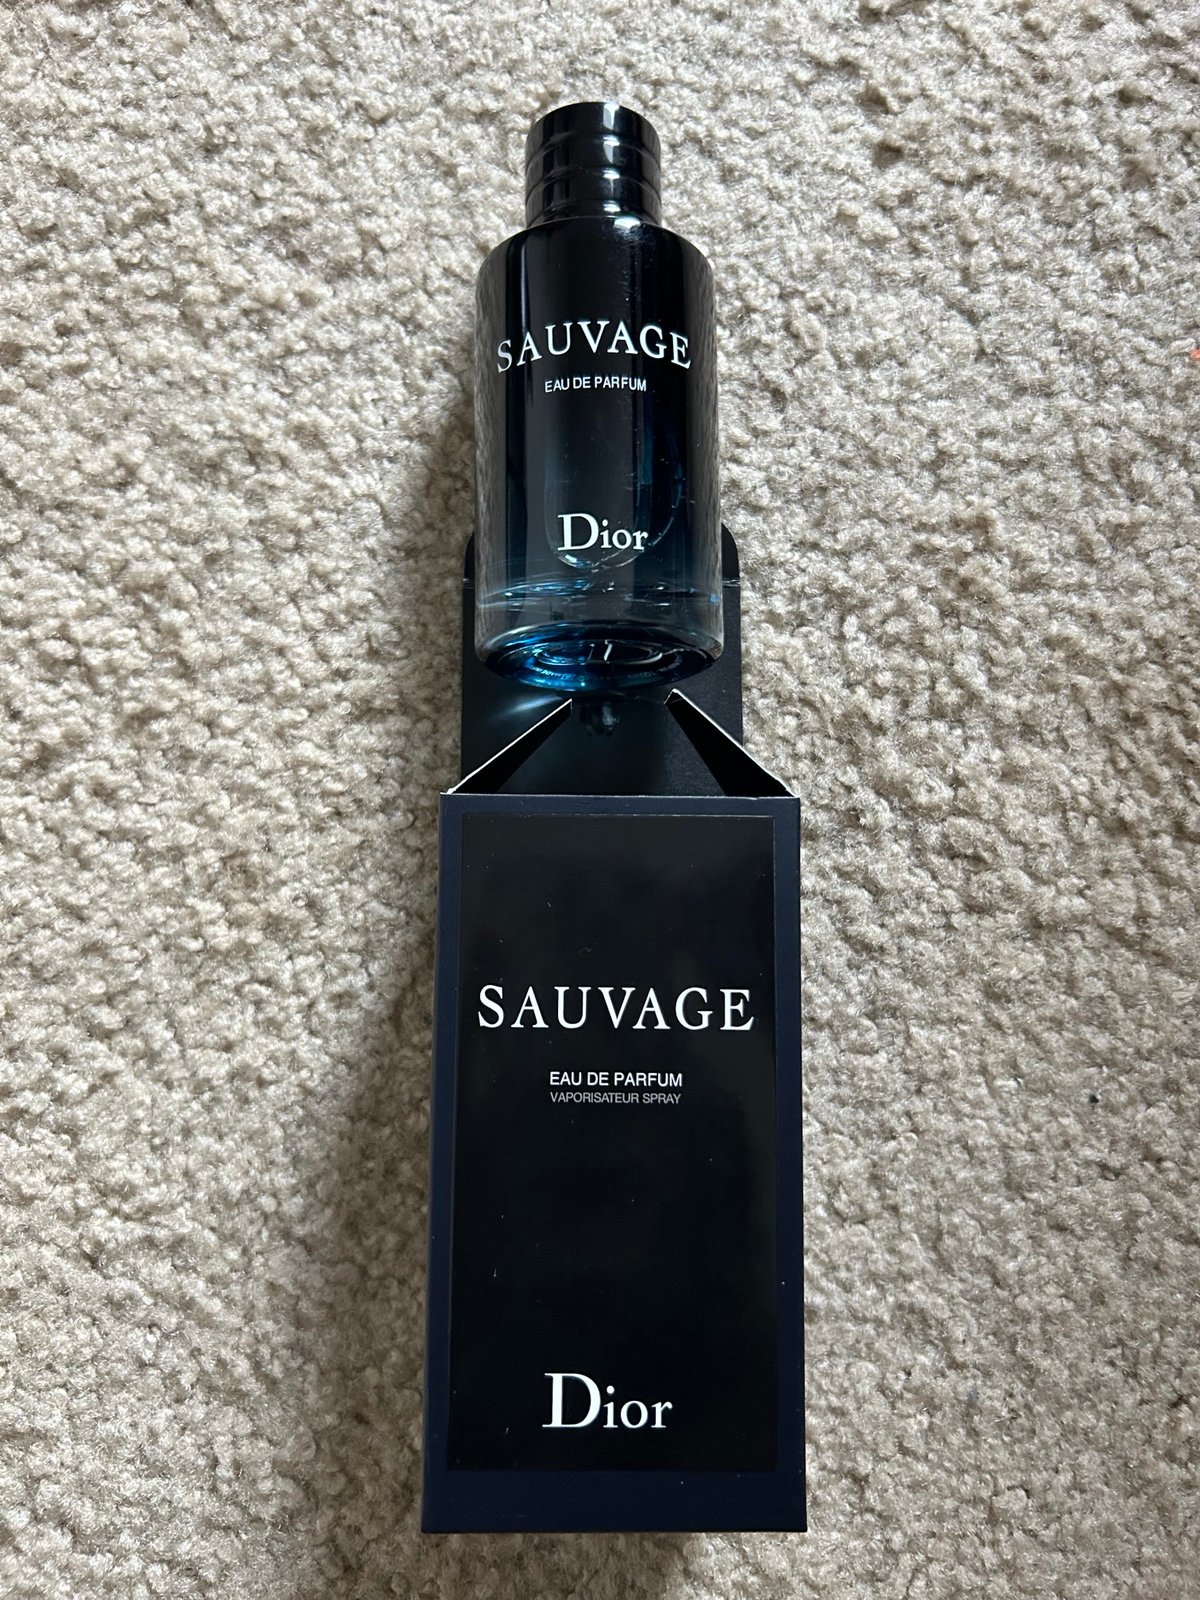 SAUVAGE
EAU DE PARFUM
Dior
SAUVAGE
EAU DE PARFUM
VAPORISATEUR SPRAY
Dior